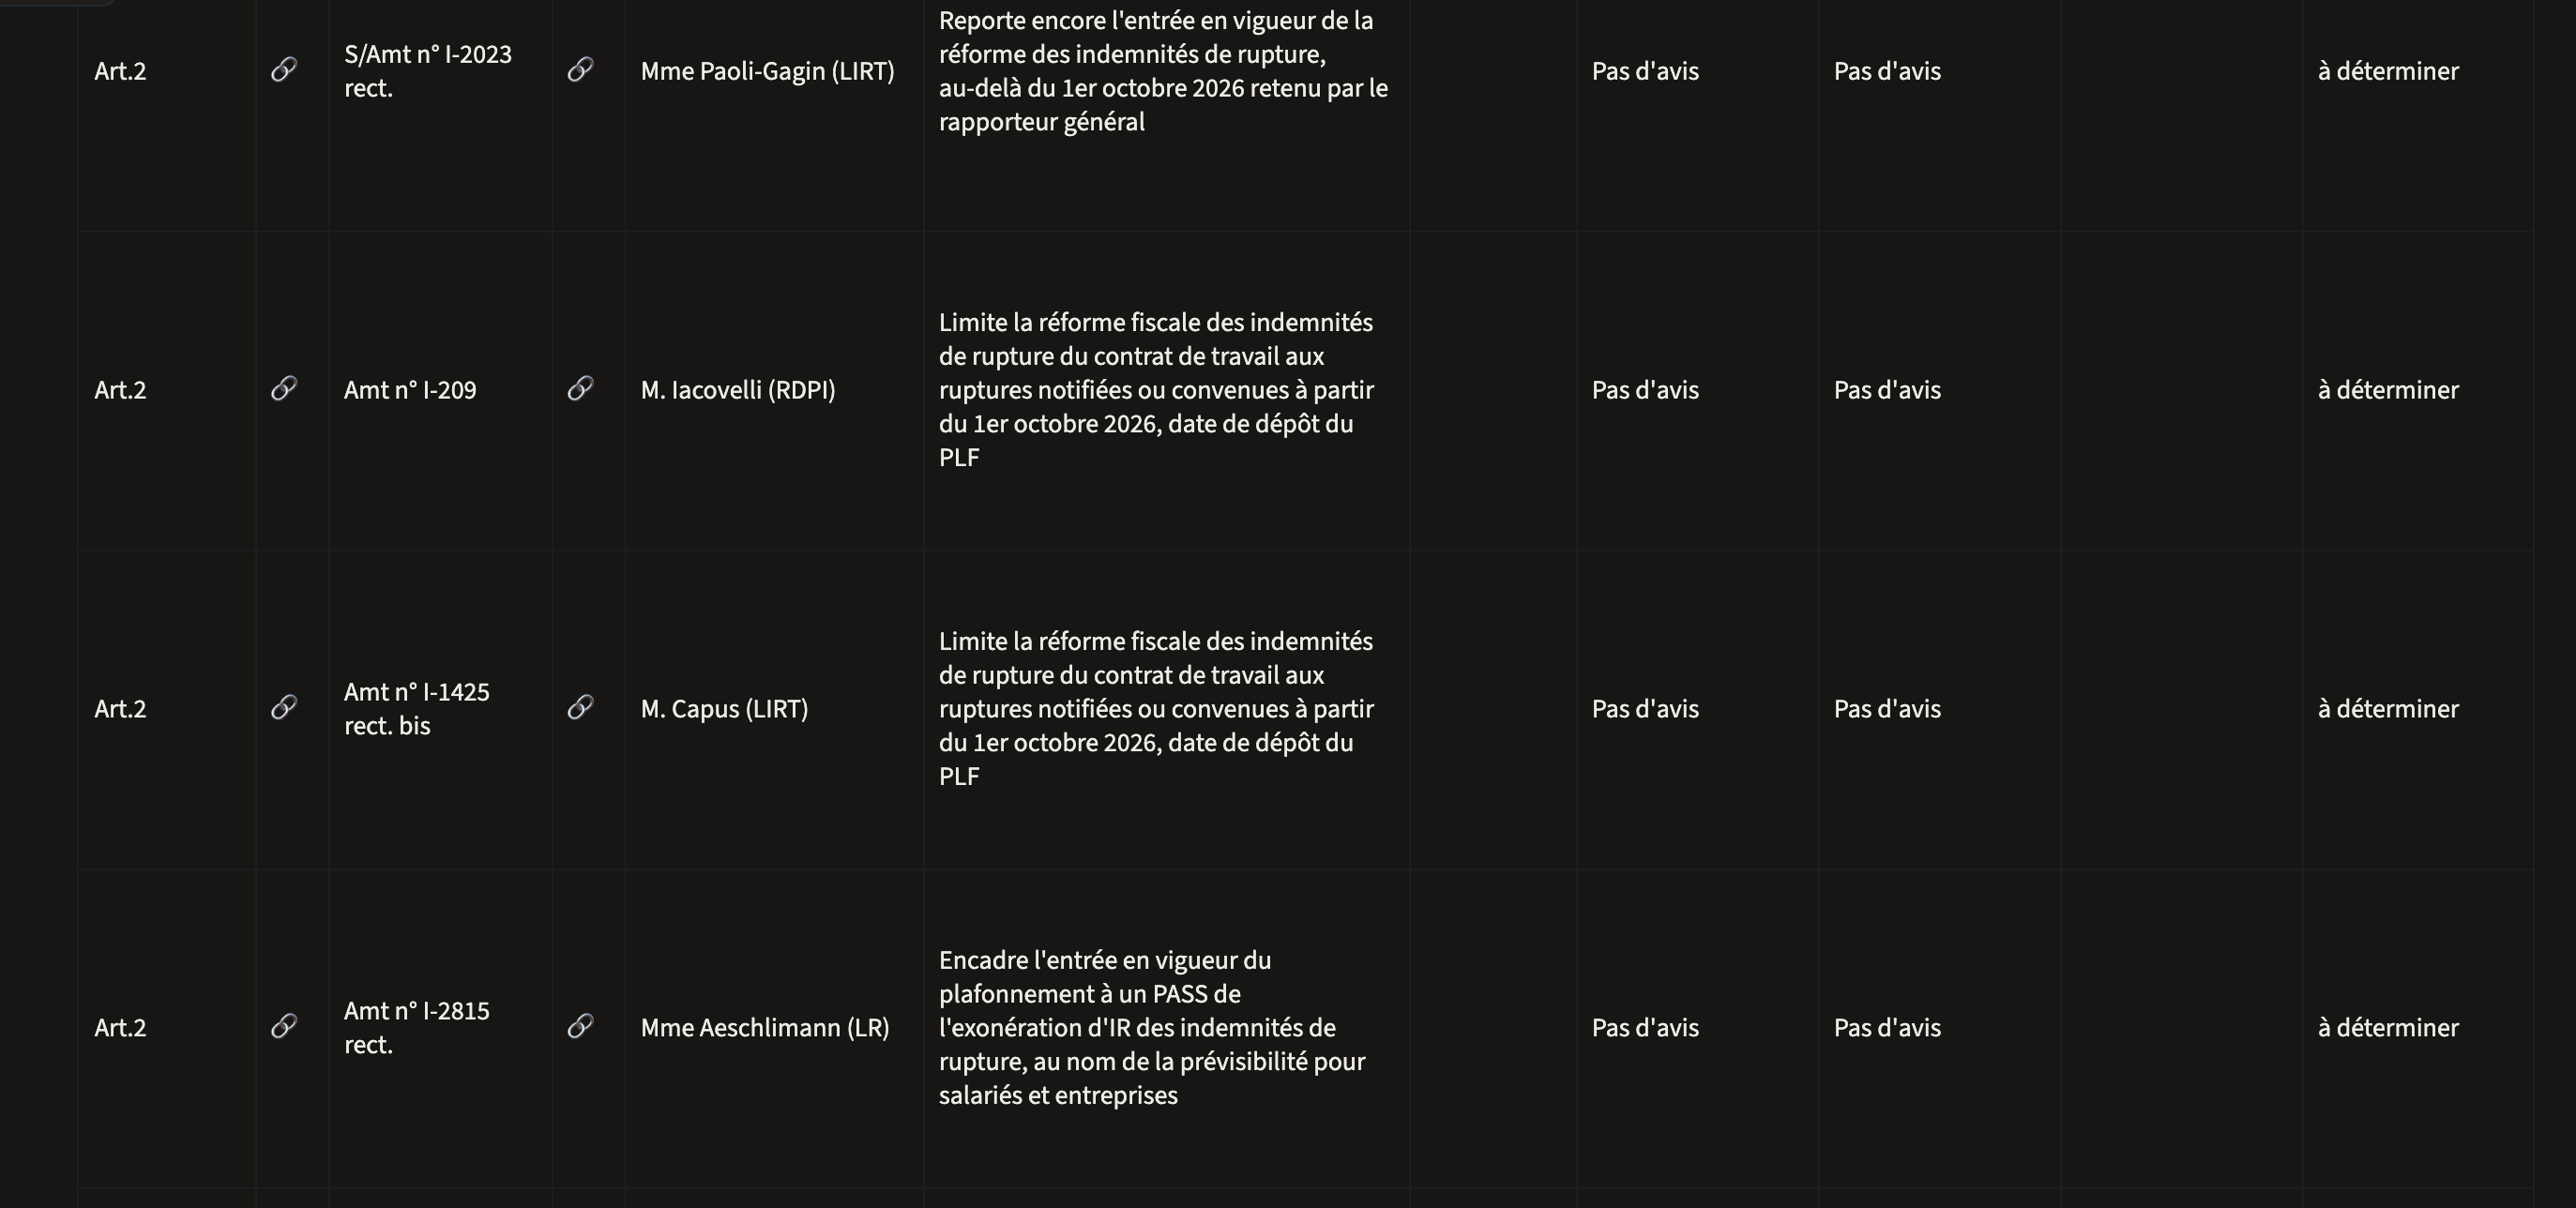 Reporte encore l'entrée en vigueur de la
réforme des indemnités de rupture,
au-delà du 1er octobre 2026 retenu par le
rapporteur général
Art.2
S/Amt n° I-2023
rect.
Mme Paoli-Gagin (LIRT)
Pas d'avis
Pas d'avis
à déterminer
Art.2
Amt n° I-209
M. Iacovelli (RDPI)
Limite la réforme fiscale des indemnités
de rupture du contrat de travail aux
ruptures notifiées ou convenues à partir
du 1er octobre 2026, date de dépôt du
PLF
Pas d'avis
Pas d'avis
à déterminer
Art.2
Amt n° I-1425
rect. bis
M. Capus (LIRT)
Limite la réforme fiscale des indemnités
de rupture du contrat de travail aux
ruptures notifiées ou convenues à partir
du 1er octobre 2026, date de dépôt du
PLF
Pas d'avis
Pas d'avis
à déterminer
Art.2
Amt n° I-2815
rect.
Mme Aeschlimann (LR)
Encadre l'entrée en vigueur du
plafonnement à un PASS de
l'exonération d'IR des indemnités de
rupture, au nom de la prévisibilité pour
salariés et entreprises
Pas d'avis
Pas d'avis
à déterminer